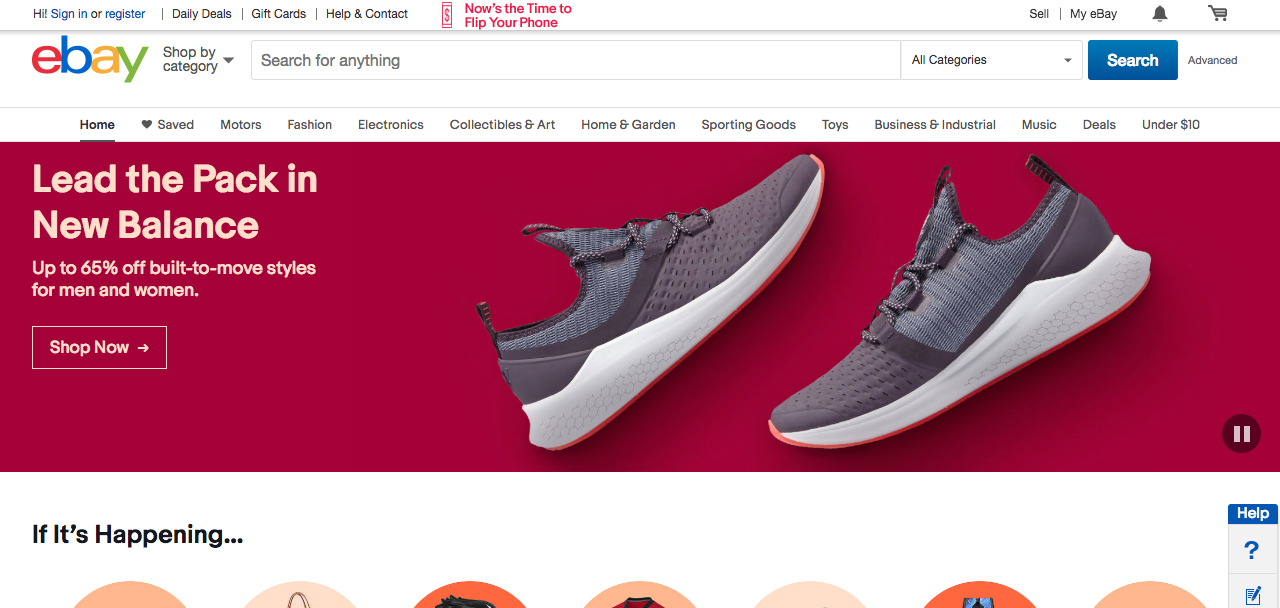 Hi! Sign in or register | Daily Deals | Gift Cards | Help & Contact
Now's the Time to
Flip Your Phone
Sell | My eBay
ebay
Shop by
category
Search for anything
All Categories
Search
Advanced
Home
Saved
Motors
Fashion
Electronics
Collectibles & Art
Home & Garden
Sporting Goods
Toys
Business & Industrial
Music
Deals
Under $10
Lead the Pack in
New Balance
Up to 65% off built-to-move styles
for men and women.
Shop Now →
If It's Happening...
Help
?